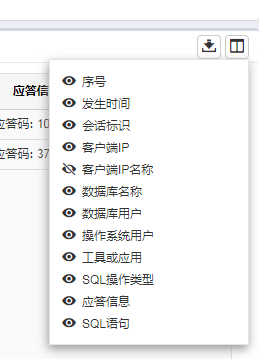 应答信
应答码: 10
应答码: 37
序号
发生时间
会话标识
客户端IP
客户端IP名称
数据库名称
数据库用户
操作系统用户
工具或应用
SQL操作类型
应答信息
SQL语句